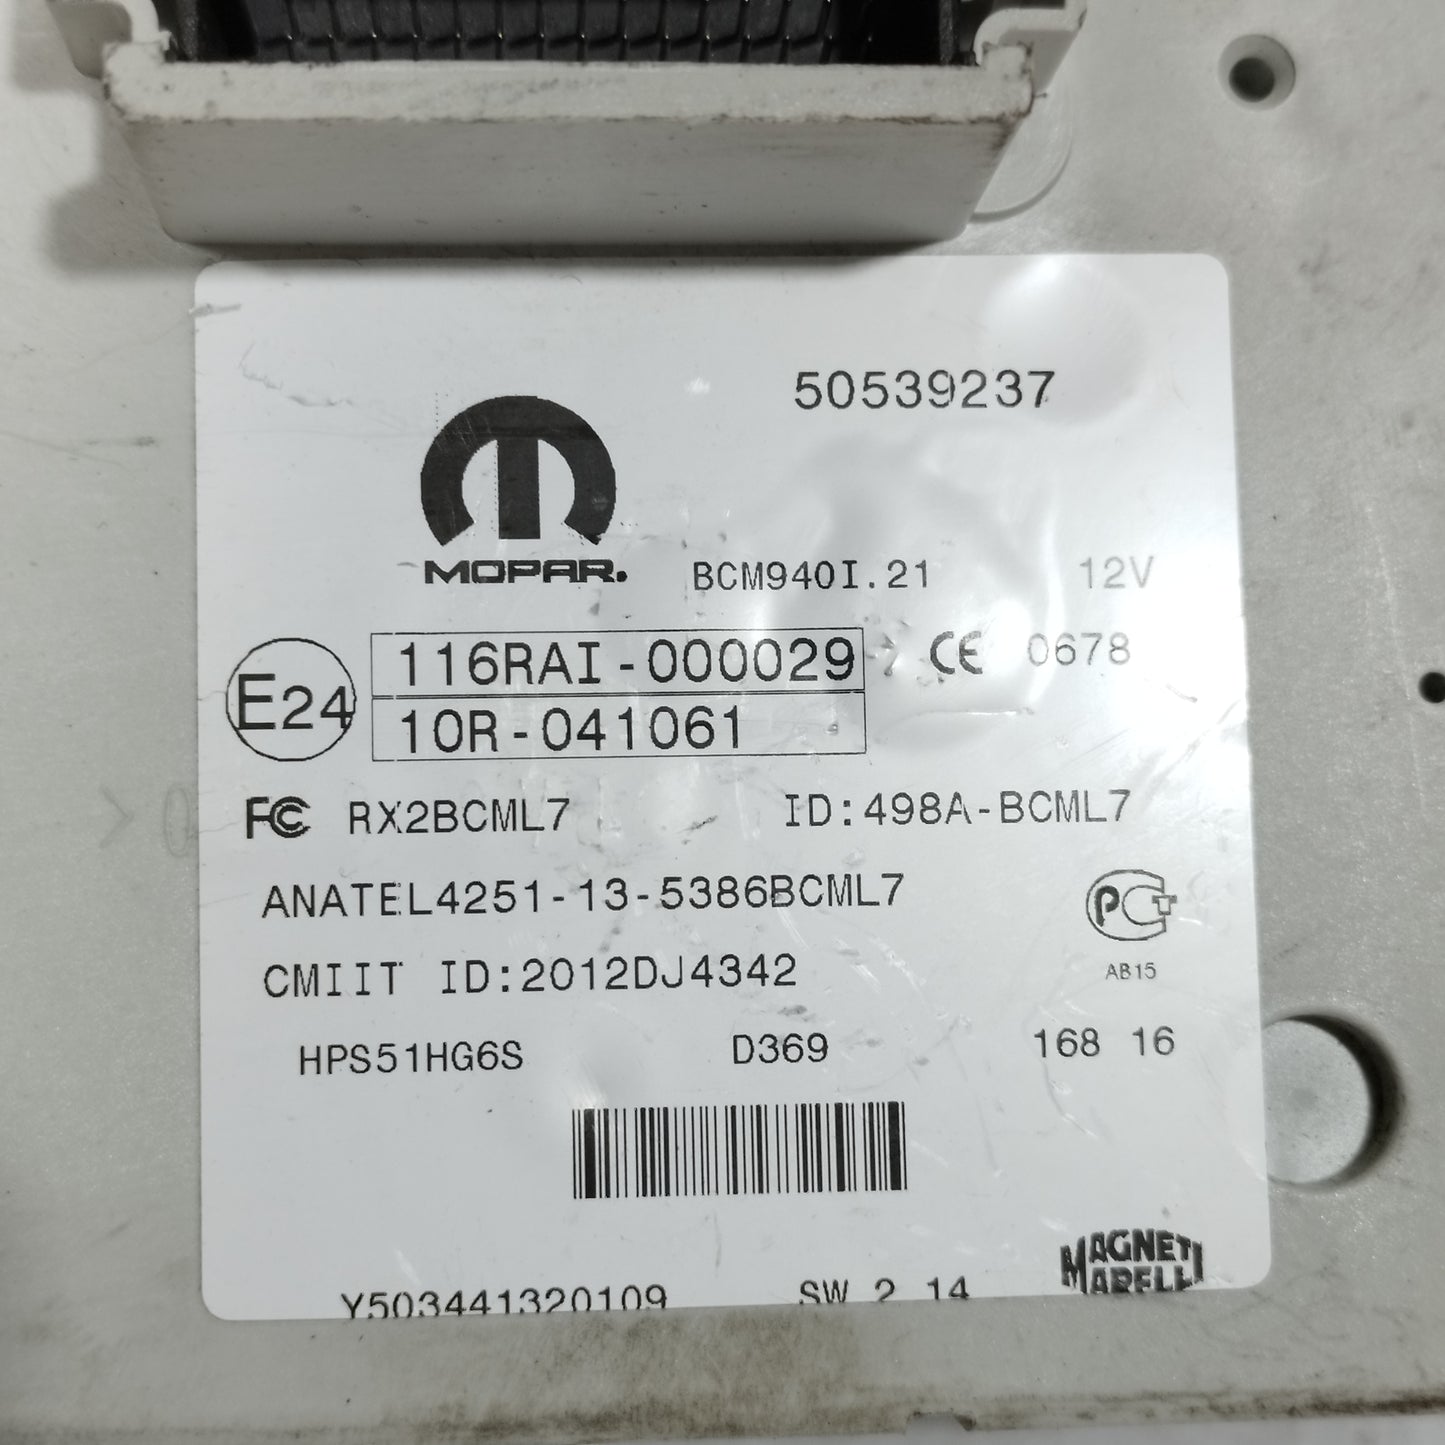 50539237
MOPAR.
BCM940I.21 12V
E24 116RAI-000029 CE 0678
10R-041061
FC RX2BCML7 ID:498A-BCML7
ANATEL4251-13-5386BCML7
PCT
CMIIT ID:2012DJ4342 AB15
HPS51HG6S D369 168 16
MAGNETI
MARELLI
Y503441320109 SW 2 14